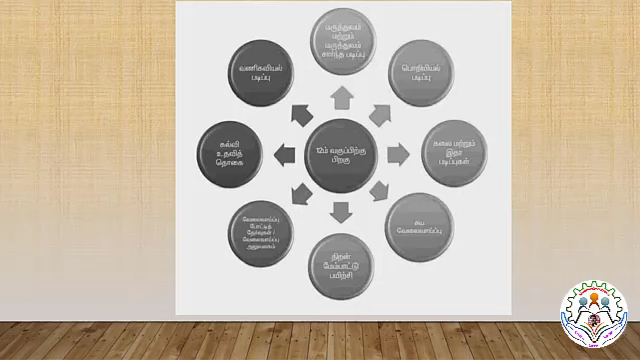 மருத்துவம்
மற்றும்
மருத்துவம்
சார்ந்த படிப்பு
பொறியியல்
படிப்பு
கலை மற்றும்
இதர
படிப்புகள்
சுய
வேலைவாய்ப்பு
திறன்
மேம்பாட்டு
பயிற்சி
வேலைவாய்ப்பு
போட்டித்
தேர்வுகள் /
வேலைவாய்ப்பு
அலுவலகம்
கல்வி
உதவித்
தொகை
வணிகவியல்
படிப்பு
12ம் வகுப்பிற்கு
பிறகு